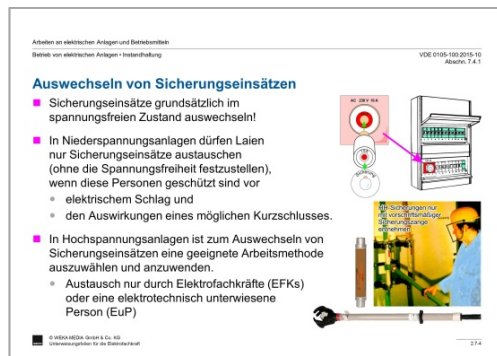 Arbeiten an elektrischen Anlagen und Betriebsmitteln
Betrieb von elektrischen Anlagen • Instandhaltung
VDE 0105-100:2015-10
Abschn. 7.4.1
Auswechseln von Sicherungseinsätzen
Sicherungseinsätze grundsätzlich im
spannungsfreien Zustand auswechseln!
In Niederspannungsanlagen dürfen Laien
nur Sicherungseinsätze austauschen
(ohne die Spannungsfreiheit festzustellen),
wenn diese Personen geschützt sind vor
elektrischem Schlag und
den Auswirkungen eines möglichen Kurzschlusses.
In Hochspannungsanlagen ist zum Auswechseln von
Sicherungseinsätzen eine geeignete Arbeitsmethode
auszuwählen und anzuwenden.
Austausch nur durch Elektrofachkräfte (EFKs)
oder eine elektrotechnisch unterwiesene
Person (EuP)
AC 230 V 16 A
HH-Sicherungen nur
mit vorschriftsmäßiger
Sicherungszange
entnehmen
© WEKA MEDIA GmbH & Co. KG
Unterweisungsfolien für die Elektrofachkraft